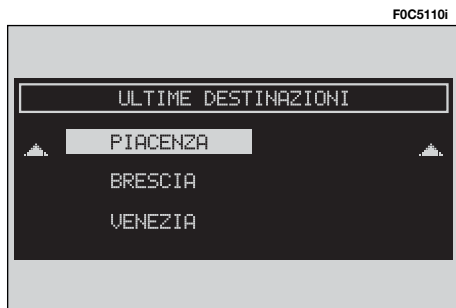 F0C5110i
ULTIME DESTINAZIONI
PIACENZA
BRESCIA
VENEZIA